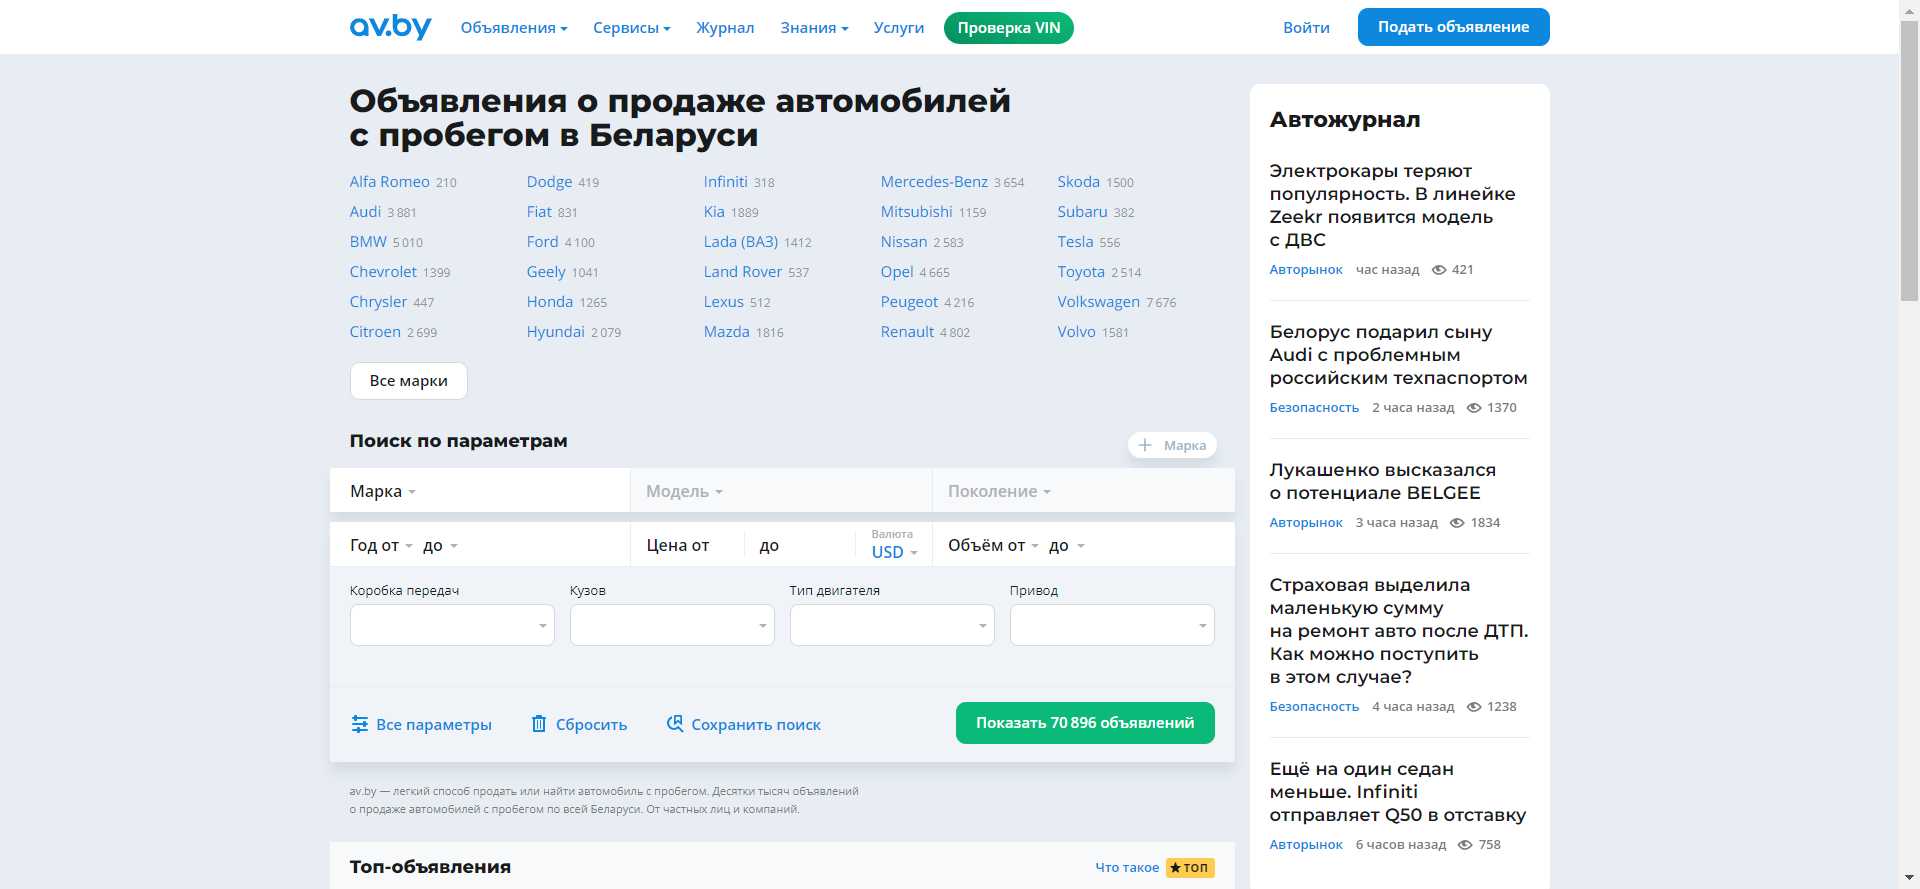 av.by
Объявления
Сервисы
Журнал
Знания
Услуги
Проверка VIN
Войти
Подать объявление
Объявления о продаже автомобилей
с пробегом в Беларуси
Alfa Romeo 210
Dodge 419
Infiniti 318
Mercedes-Benz 3 654
Skoda 1500
Audi 3 881
Fiat 831
Kia 1889
Mitsubishi 1159
Subaru 382
BMW 5 010
Ford 4 100
Lada (ВАЗ) 1412
Nissan 2 583
Tesla 556
Chevrolet 1399
Geely 1041
Land Rover 537
Opel 4 665
Toyota 2 514
Chrysler 447
Honda 1265
Lexus 512
Peugeot 4 216
Volkswagen 7 676
Citroen 2 699
Hyundai 2 079
Mazda 1816
Renault 4 802
Volvo 1581
Все марки
Поиск по параметрам
Марка
Марка
Модель
Поколение
Год от
до
Цена от
до
Валюта
USD
Объём от
до
Коробка передач
Кузов
Тип двигателя
Привод
Все параметры
Сбросить
Сохранить поиск
Показать 70 896 объявлений
av.by — легкий способ продать или найти автомобиль с пробегом. Десятки тысяч объявлений
о продаже автомобилей с пробегом по всей Беларуси. От частных лиц и компаний.
Топ-объявления
Что такое
ТОП
Автожурнал
Электрокары теряют
популярность. В линейке
Zeekr появится модель
с ДВС
Авторынок час назад 421
Белорус подарил сыну
Audi с проблемным
российским техпаспортом
Безопасность 2 часа назад 1370
Лукашенко высказался
о потенциале BELGEE
Авторынок 3 часа назад 1834
Страховая выделила
маленькую сумму
на ремонт авто после ДТП.
Как можно поступить
в этом случае?
Безопасность 4 часа назад 1238
Ещё на один седан
меньше. Infiniti
отправляет Q50 в отставку
Авторынок 6 часов назад 758